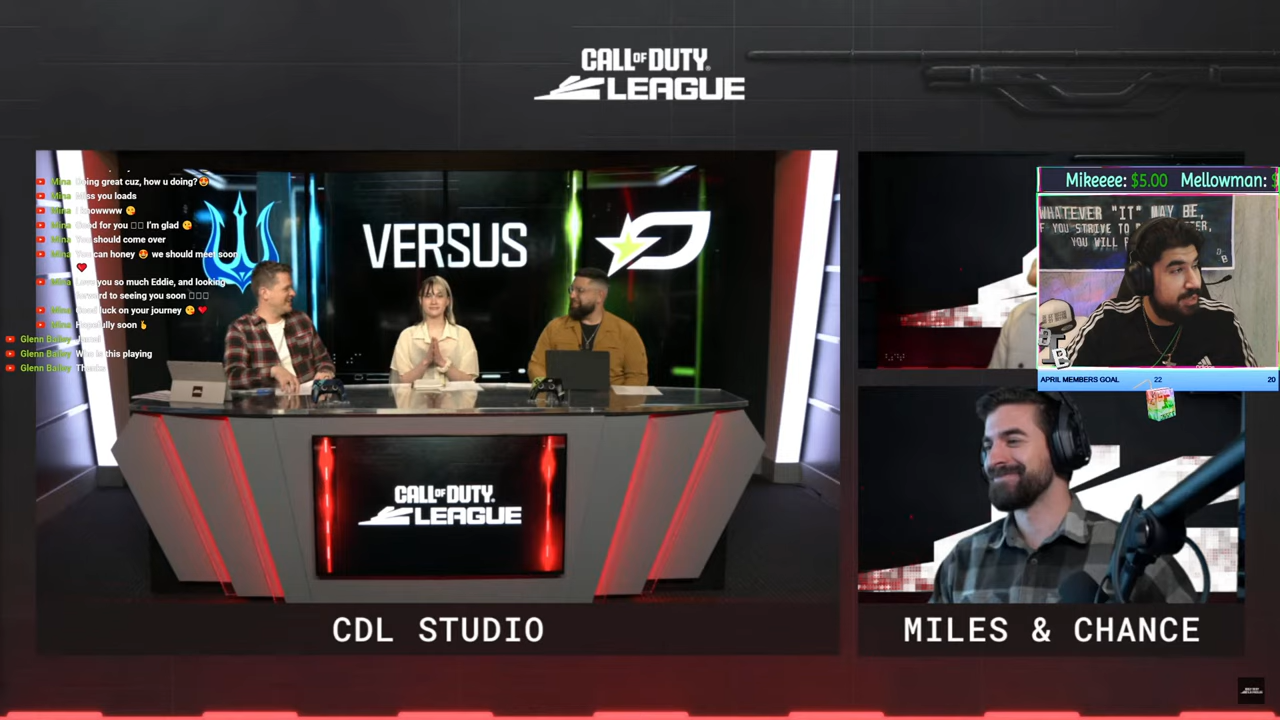 CALL OF DUTY
LEAGUE
Mina Doing great cuz, how u doing? 😍
Mina Miss you loads
Mina I knowwww 😘
Mina Good for you I'm glad 😘
Mina You should come over
Mina You can honey 😍 we should meet soon
❤️
Mina Love you so much Eddie, and looking
forward to seeing you soon
Mina Good luck on your journey 😘 ❤️
Mina Hopefully soon
Glenn Bailey
Glenn Bailey Who is this playing
Glenn Bailey Thanks
VERSUS
CALL OF DUTY
LEAGUE
CDL STUDIO
Mikeeee: $5.00 Mellowman: $
WHATEVER "IT" MAY BE,
F YOU STRIVE TO
YOU WILL
APRIL MEMBERS GOAL 22 20
MILES & CHANCE